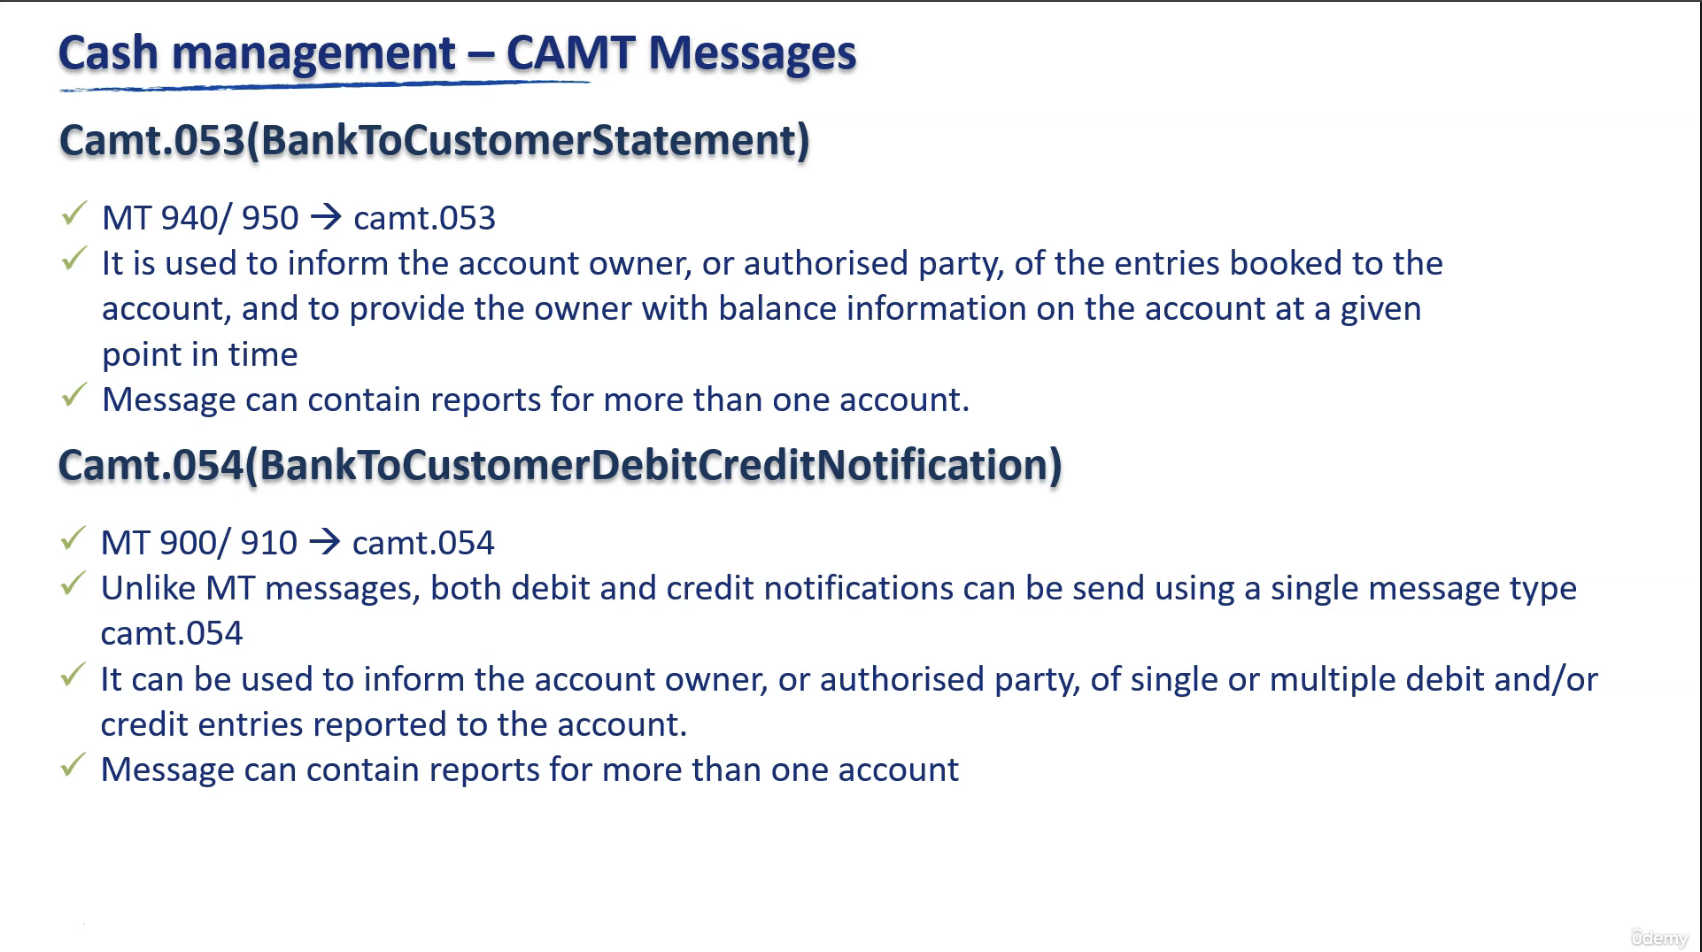 Cash management – CAMT Messages
Camt.053(BankToCustomerStatement)
✓ MT 940/ 950 → camt.053
✓ It is used to inform the account owner, or authorised party, of the entries booked to the
account, and to provide the owner with balance information on the account at a given
point in time
✓ Message can contain reports for more than one account.
Camt.054(BankToCustomerDebitCreditNotification)
✓ MT 900/ 910 → camt.054
✓ Unlike MT messages, both debit and credit notifications can be send using a single message type
camt.054
✓ It can be used to inform the account owner, or authorised party, of single or multiple debit and/or
credit entries reported to the account.
✓ Message can contain reports for more than one account
ûdemy